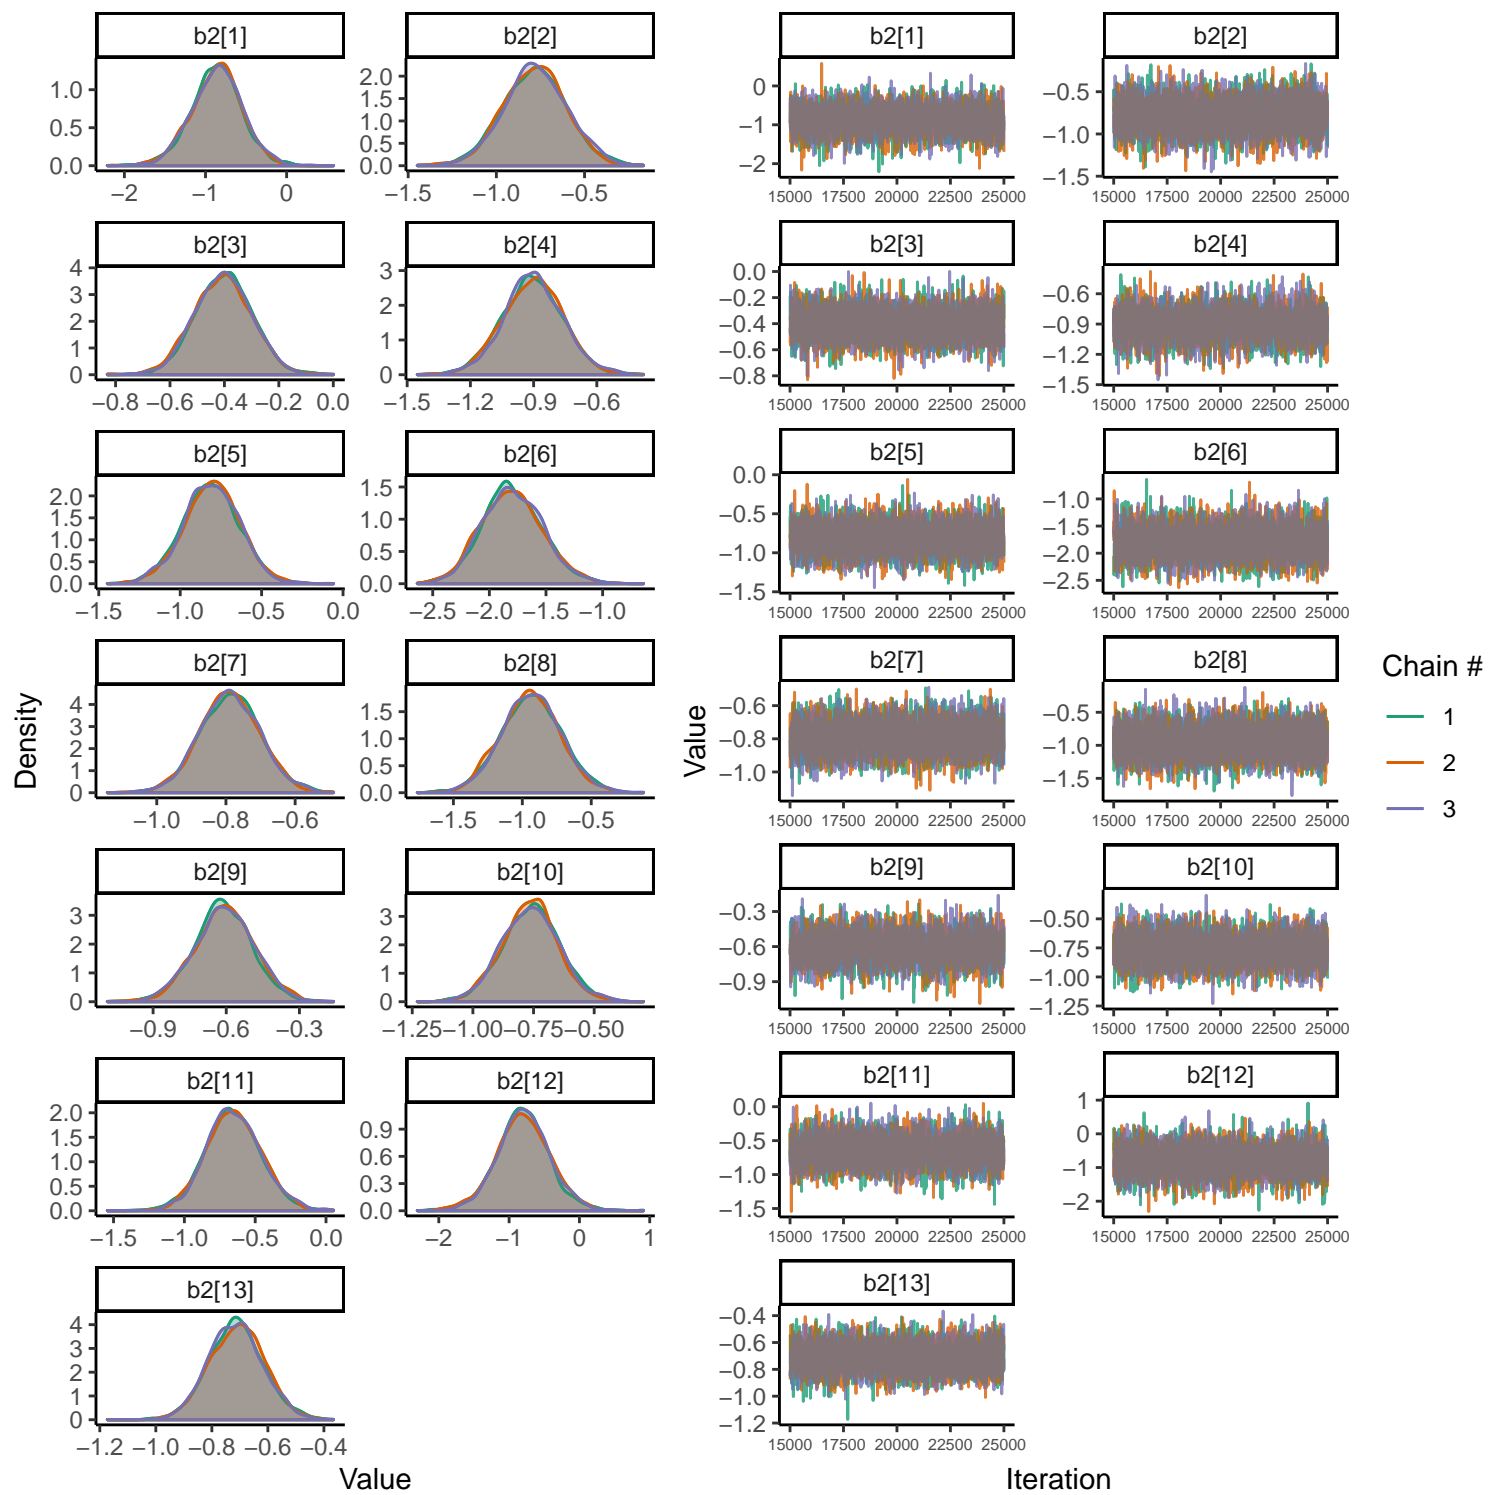 b2[1] b2[2] b2[1] b2[2]
1.0 0.5 0.0
2.0 1.5 1.0 0.5 0.0
0 −1 −2
−0.5 −1.0 −1.5
−2 −1 0 −1.5 −1.0 −0.5 15000 17500 20000 22500 25000 15000 17500 20000 22500 25000
b2[3] b2[4] b2[3] b2[4]
4 3 2 1 0
3 2 1 0
0.0 −0.2 −0.4 −0.6 −0.8
−0.6 −0.9 −1.2 −1.5
−0.8 −0.6 −0.4 −0.2 0.0 −1.5 −1.2 −0.9 −0.6 15000 17500 20000 22500 25000 15000 17500 20000 22500 25000
b2[5] b2[6] b2[5] b2[6]
2.0 1.5 1.0 0.5 0.0
1.5 1.0 0.5 0.0
0.0 −0.5 −1.0 −1.5
−1.0 −1.5 −2.0 −2.5
−1.5 −1.0 −0.5 0.0 −2.5 −2.0 −1.5 −1.0 15000 17500 20000 22500 25000 15000 17500 20000 22500 25000
b2[7] b2[8] b2[7] b2[8]
4 3 2 1 0
1.5 1.0 0.5 0.0
−0.6 −0.8 −1.0
−0.5 −1.0 −1.5
−1.0 −0.8 −0.6 −1.5 −1.0 −0.5 15000 17500 20000 22500 25000 15000 17500 20000 22500 25000
b2[9] b2[10] b2[9] b2[10]
3 2 1 0
3 2 1 0
−0.3 −0.6 −0.9
−0.50 −0.75 −1.00 −1.25
−0.9 −0.6 −0.3 −1.25 −1.00 −0.75 −0.50 15000 17500 20000 22500 25000 15000 17500 20000 22500 25000
b2[11] b2[12] b2[11] b2[12]
2.0 1.5 1.0 0.5 0.0
0.9 0.6 0.3 0.0
0.0 −0.5 −1.0 −1.5
1 0 −1 −2
−1.5 −1.0 −0.5 0.0 −2 −1 0 1 15000 17500 20000 22500 25000 15000 17500 20000 22500 25000
b2[13] b2[13]
4 3 2 1 0
−0.4 −0.6 −0.8 −1.0 −1.2
−1.2 −1.0 −0.8 −0.6 −0.4 15000 17500 20000 22500 25000
Density
Value
Value
Iteration
Chain #
1
2
3